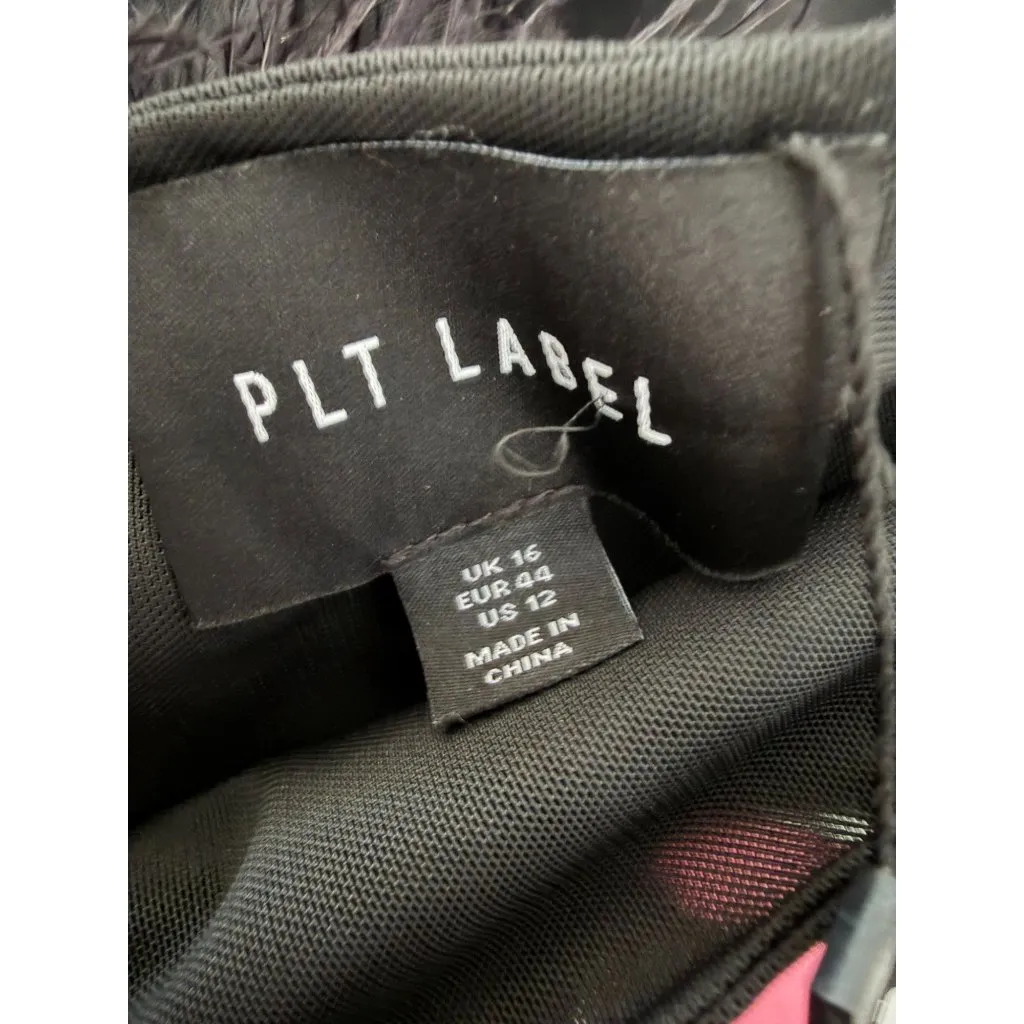 PLT LABEL
UK 16
EUR 44
US 12
MADE IN
CHINA